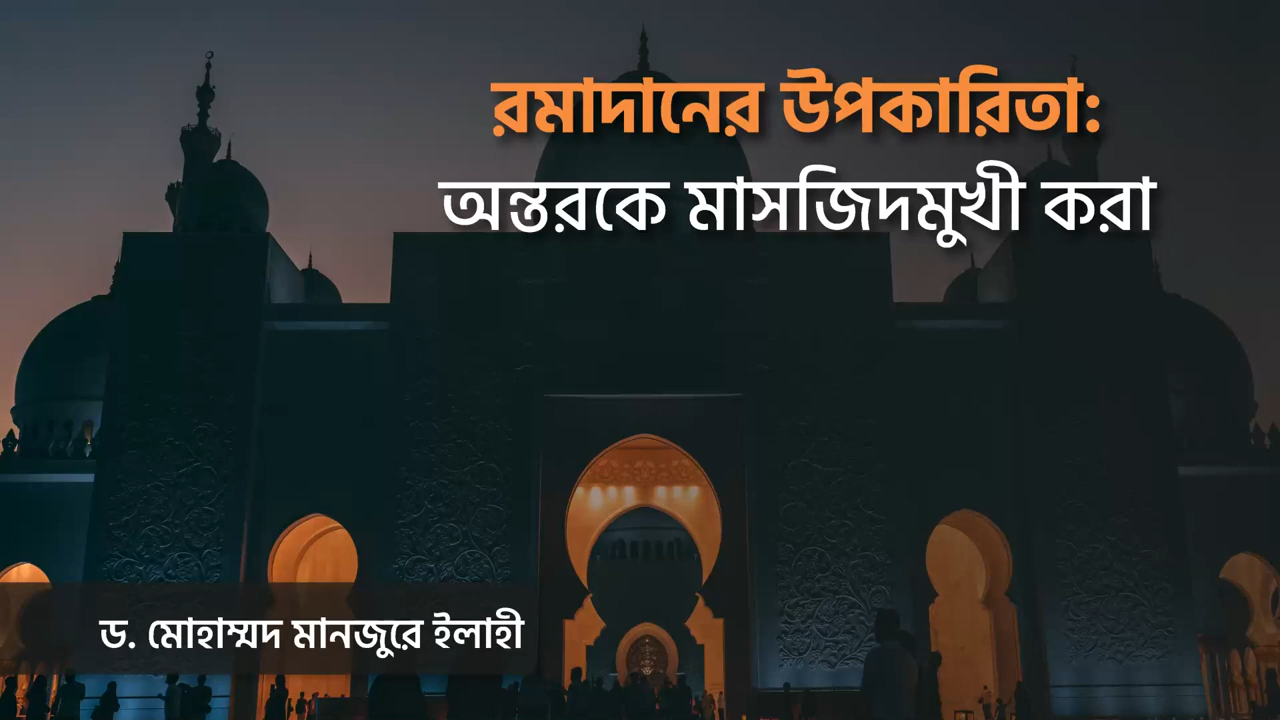 রমাদানের উপকারিতা:
অন্তরকে মাসজিদমুখী করা
ড. মোহাম্মদ মানজুরে ইলাহী